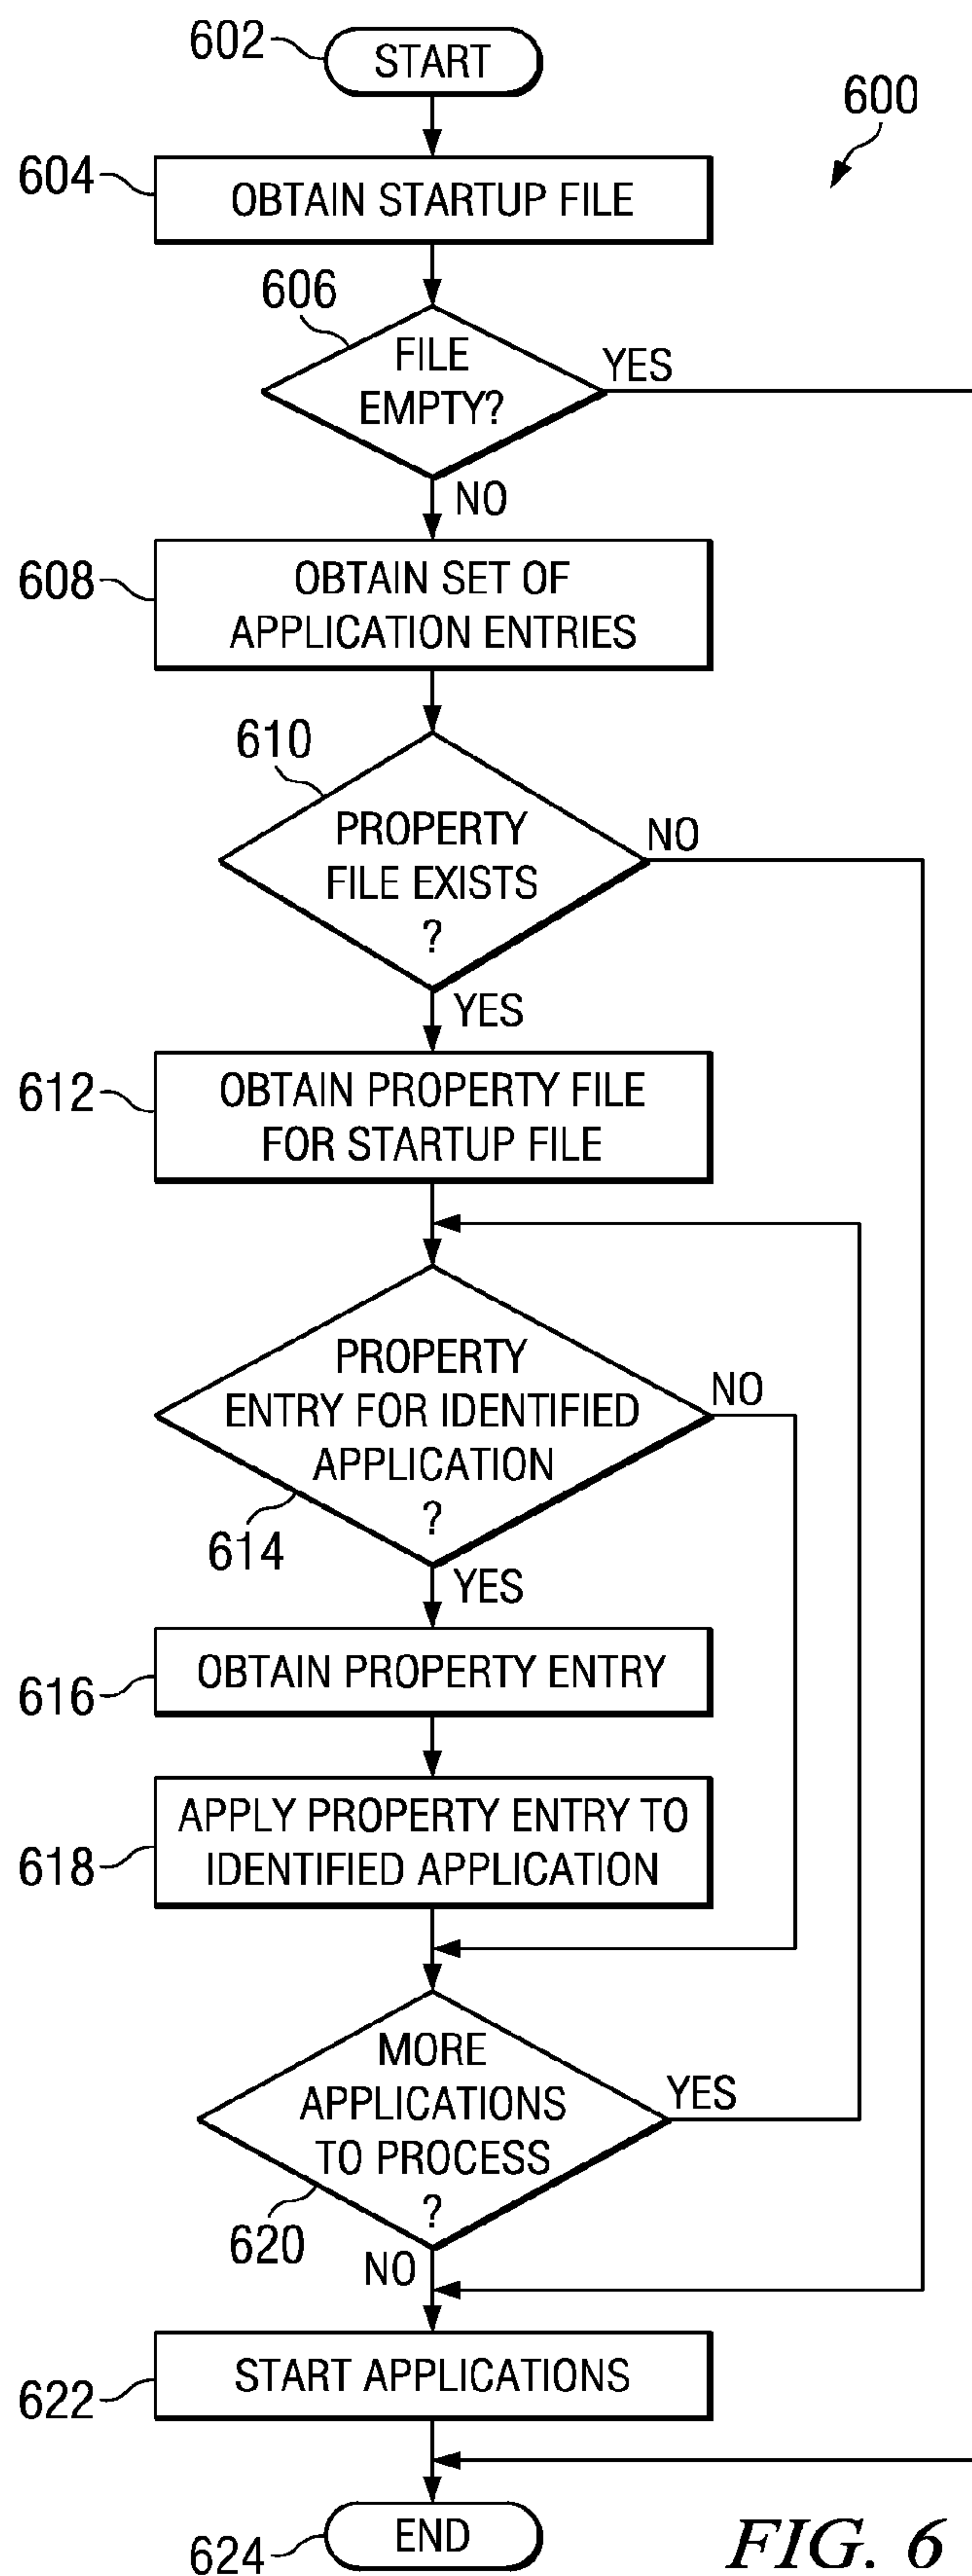 602
START
600
604
OBTAIN STARTUP FILE
606
FILE
EMPTY?
YES
NO
608
OBTAIN SET OF
APPLICATION ENTRIES
610
PROPERTY
FILE EXISTS
?
NO
YES
612
OBTAIN PROPERTY FILE
FOR STARTUP FILE
PROPERTY
ENTRY FOR IDENTIFIED
APPLICATION
?
NO
614
YES
616
OBTAIN PROPERTY ENTRY
618
APPLY PROPERTY ENTRY TO
IDENTIFIED APPLICATION
MORE
APPLICATIONS
TO PROCESS
?
YES
620
NO
622
START APPLICATIONS
624
END
FIG. 6